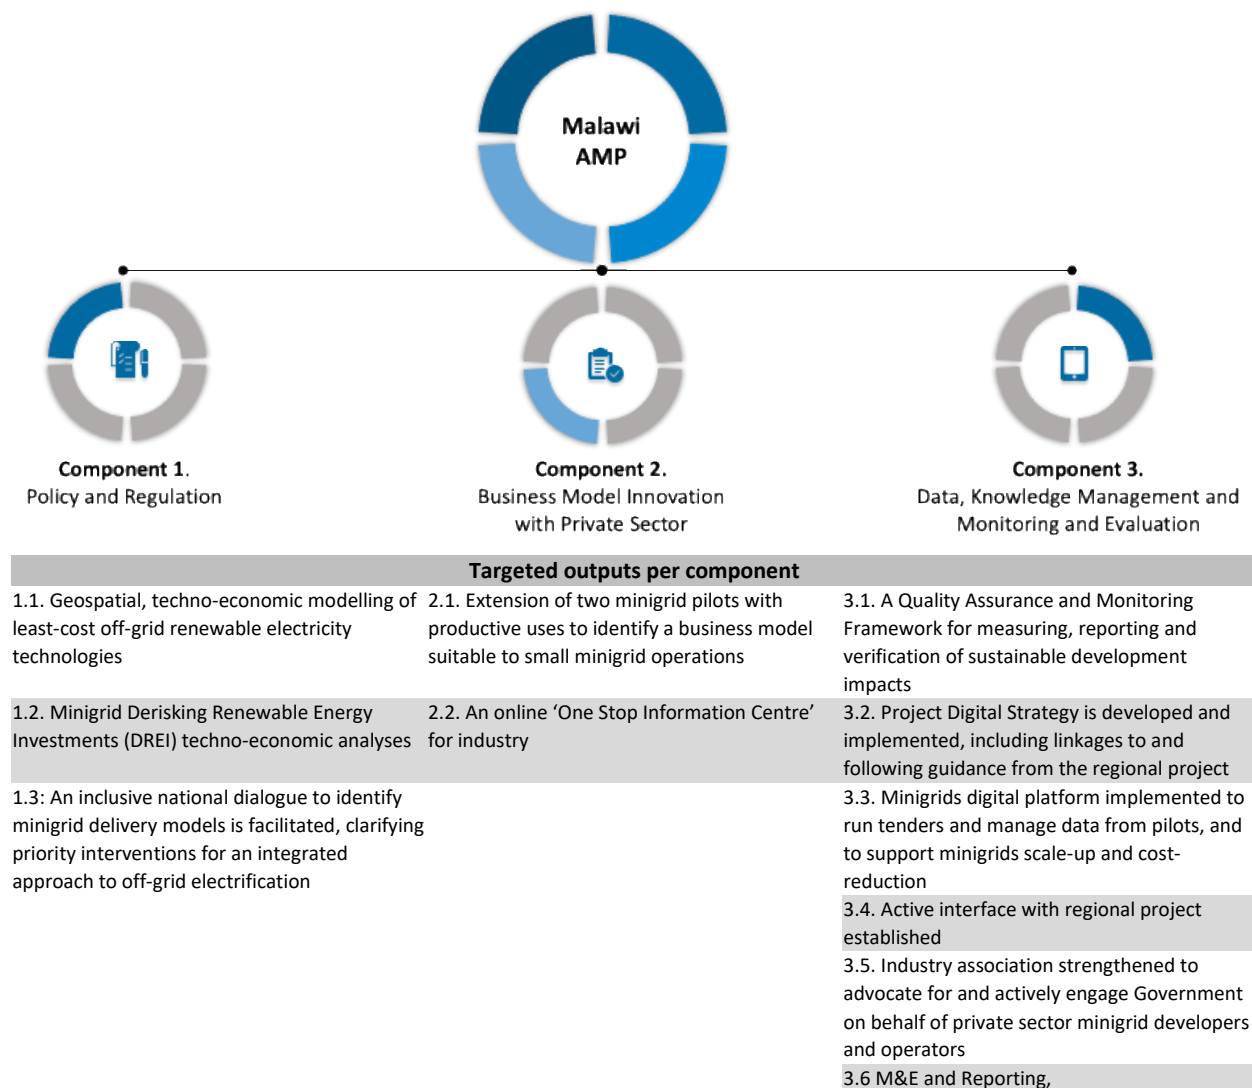 Malawi
AMP
Component 1.
Policy and Regulation
Component 2.
Business Model Innovation
with Private Sector
Component 3.
Data, Knowledge Management and
Monitoring and Evaluation
Targeted outputs per component
1.1. Geospatial, techno-economic modelling of
least-cost off-grid renewable electricity
technologies
2.1. Extension of two minigrid pilots with
productive uses to identify a business model
suitable to small minigrid operations
3.1. A Quality Assurance and Monitoring
Framework for measuring, reporting and
verification of sustainable development
impacts
1.2. Minigrid Derisking Renewable Energy
Investments (DREI) techno-economic analyses
2.2. An online ‘One Stop Information Centre’
for industry
3.2. Project Digital Strategy is developed and
implemented, including linkages to and
following guidance from the regional project
1.3: An inclusive national dialogue to identify
minigrid delivery models is facilitated, clarifying
priority interventions for an integrated
approach to off-grid electrification
3.3. Minigrids digital platform implemented to
run tenders and manage data from pilots, and
to support minigrids scale-up and cost-
reduction
3.4. Active interface with regional project
established
3.5. Industry association strengthened to
advocate for and actively engage Government
on behalf of private sector minigrid developers
and operators
3.6 M&E and Reporting,